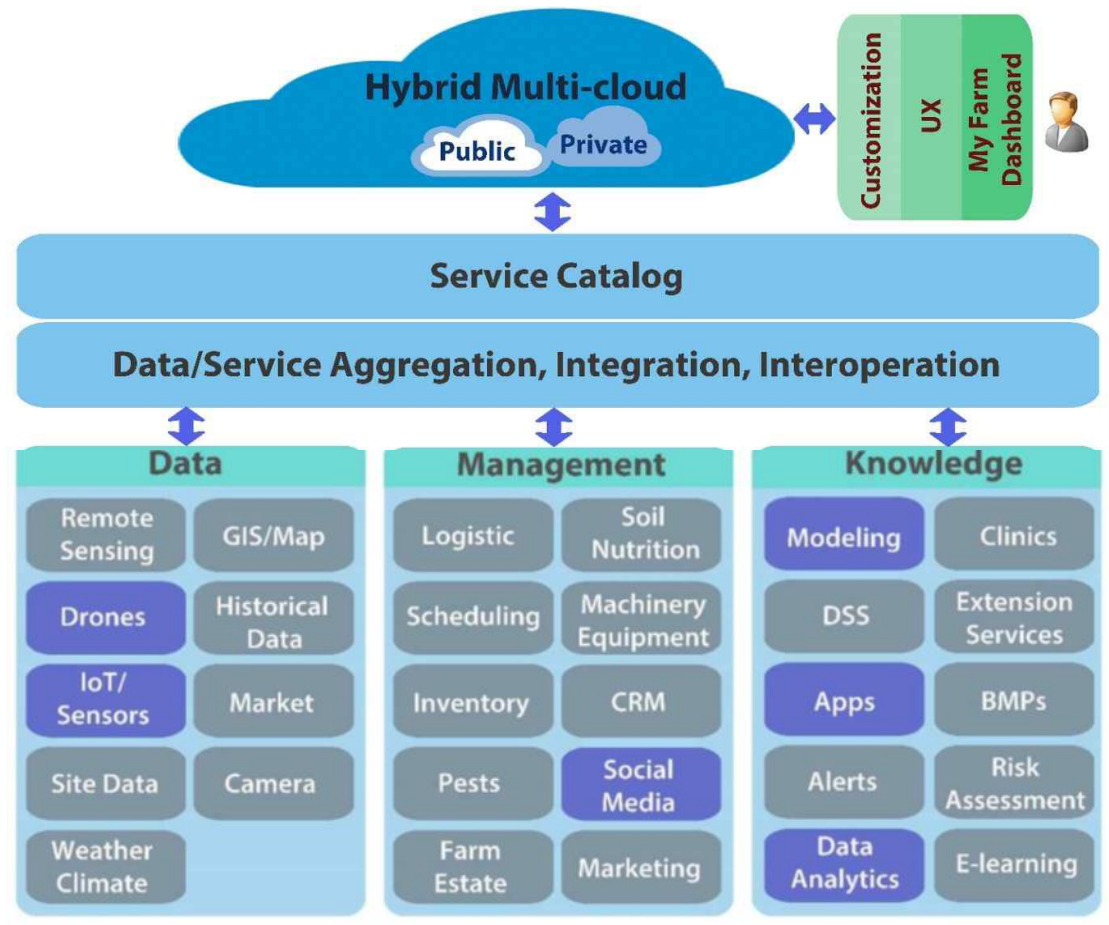 Hybrid Multi-cloud
Public
Private
Customization
UX
My Farm
Dashboard
Service Catalog
Data/Service Aggregation, Integration, Interoperation
Data
Remote
Sensing
GIS/Map
Drones
Historical
Data
IoT/
Sensors
Market
Site Data
Camera
Weather
Climate
Management
Logistic
Soil
Nutrition
Scheduling
Machinery
Equipment
Inventory
CRM
Pests
Social
Media
Farm
Estate
Marketing
Knowledge
Modeling
Clinics
DSS
Extension
Services
Apps
BMPs
Alerts
Risk
Assessment
Data
Analytics
E-learning